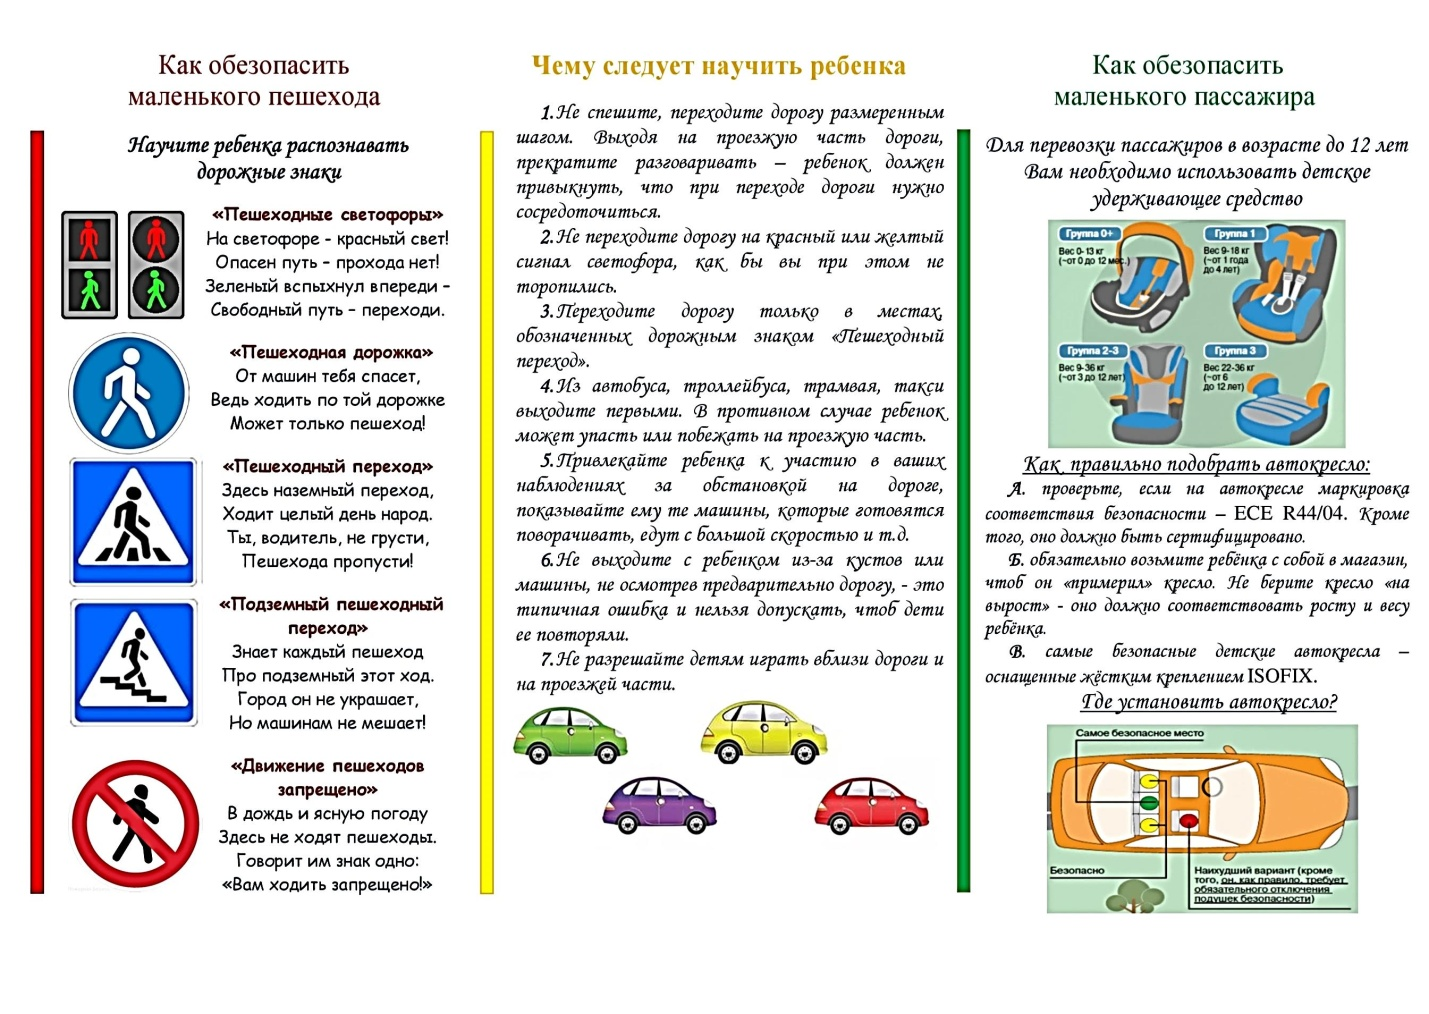 Как обезопасить
маленького пешехода
Научите ребенка распознавать
дорожные знаки
«Пешеходные светофоры»
На светофоре - красный свет!
Опасен путь – прохода нет!
Зеленый вспыхнул впереди –
Свободный путь – переходи.
«Пешеходная дорожка»
От машин тебя спасет,
Ведь ходить по той дорожке
Может только пешеход!
«Пешеходный переход»
Здесь наземный переход,
Ходит целый день народ.
Ты, водитель, не грусти,
Пешехода пропусти!
«Подземный пешеходный
переход»
Знает каждый пешеход
Про подземный этот ход.
Город он не украшает,
Но машинам не мешает!
«Движение пешеходов
запрещено»
В дождь и ясную погоду
Здесь не ходят пешеходы.
Говорит им знак одно:
«Вам ходить запрещено!»
Чему следует научить ребенка
1.Не спешите, переходите дорогу размеренным
шагом. Выходя на проезжую часть дороги,
прекратите разговаривать – ребенок должен
привыкнуть, что при переходе дороги нужно
сосредоточиться.
2.Не переходите дорогу на красный или желтый
сигнал светофора, как бы вы при этом не
торопились.
3.Переходите дорогу только в местах,
обозначенных дорожным знаком «Пешеходный
переход».
4.Из автобуса, троллейбуса, трамвая, такси
выходите первыми. В противном случае ребенок
может упасть или побежать на проезжую часть.
5.Привлекайте ребенка к участию в ваших
наблюдениях за обстановкой на дороге,
показывайте ему те машины, которые готовятся
поворачивать, едут с большой скоростью и т.д.
6.Не выходите с ребенком из-за кустов или
машины, не осмотрев предварительно дорогу, - это
типичная ошибка и нельзя допускать, чтоб дети
ее повторяли.
7.Не разрешайте детям играть вблизи дороги и
на проезжей части.
Как обезопасить
маленького пассажира
Для перевозки пассажиров в возрасте до 12 лет
Вам необходимо использовать детское
удерживающее средство
Группа 0+
Вес 0- 13 кг
(~от 0 до 12 мес.)
Группа 1
Вес 9-18 кг
(~от 1 года
до 4 лет)
Группа 2-3
Вес 9-36 кг
(~от 3 до 12 лет)
Группа 3
Вес 22-36 кг
(~от 6
до 12 лет)
Как правильно подобрать автокресло:
А. проверьте, если на автокресле маркировка
соответствия безопасности – ECE R44/04. Кроме
того, оно должно быть сертифицировано.
Б. обязательно возьмите ребёнка с собой в магазин,
чтоб он «примерил» кресло. Не берите кресло «на
вырост» - оно должно соответствовать росту и весу
ребёнка.
В. самые безопасные детские автокресла –
оснащенные жёстким креплением ISOFIX.
Где установить автокресло?
Самое безопасное место
Безопасно
Наихудший вариант (кроме
того, он, как правило, требует
обязательного отключения
подушек безопасности)